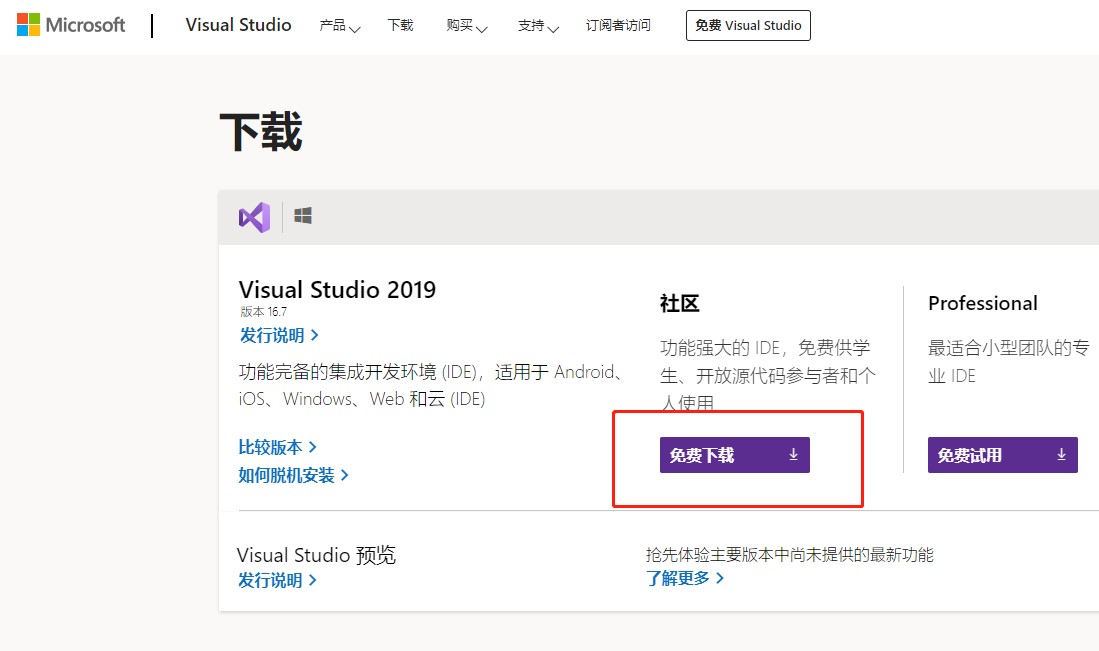 Microsoft
Visual Studio
产品
下载
购买
支持
订阅者访问
免费 Visual Studio
下载
Visual Studio 2019
版本 16.7
发行说明
功能完备的集成开发环境 (IDE)，适用于 Android、
iOS、Windows、Web 和云 (IDE)
比较版本
如何脱机安装
社区
功能强大的 IDE，免费供学
生、开放源代码参与者和个
人使用
免费下载
Professional
最适合小型团队的专
业 IDE
免费试用
Visual Studio 预览
发行说明
抢先体验主要版本中尚未提供的最新功能
了解更多